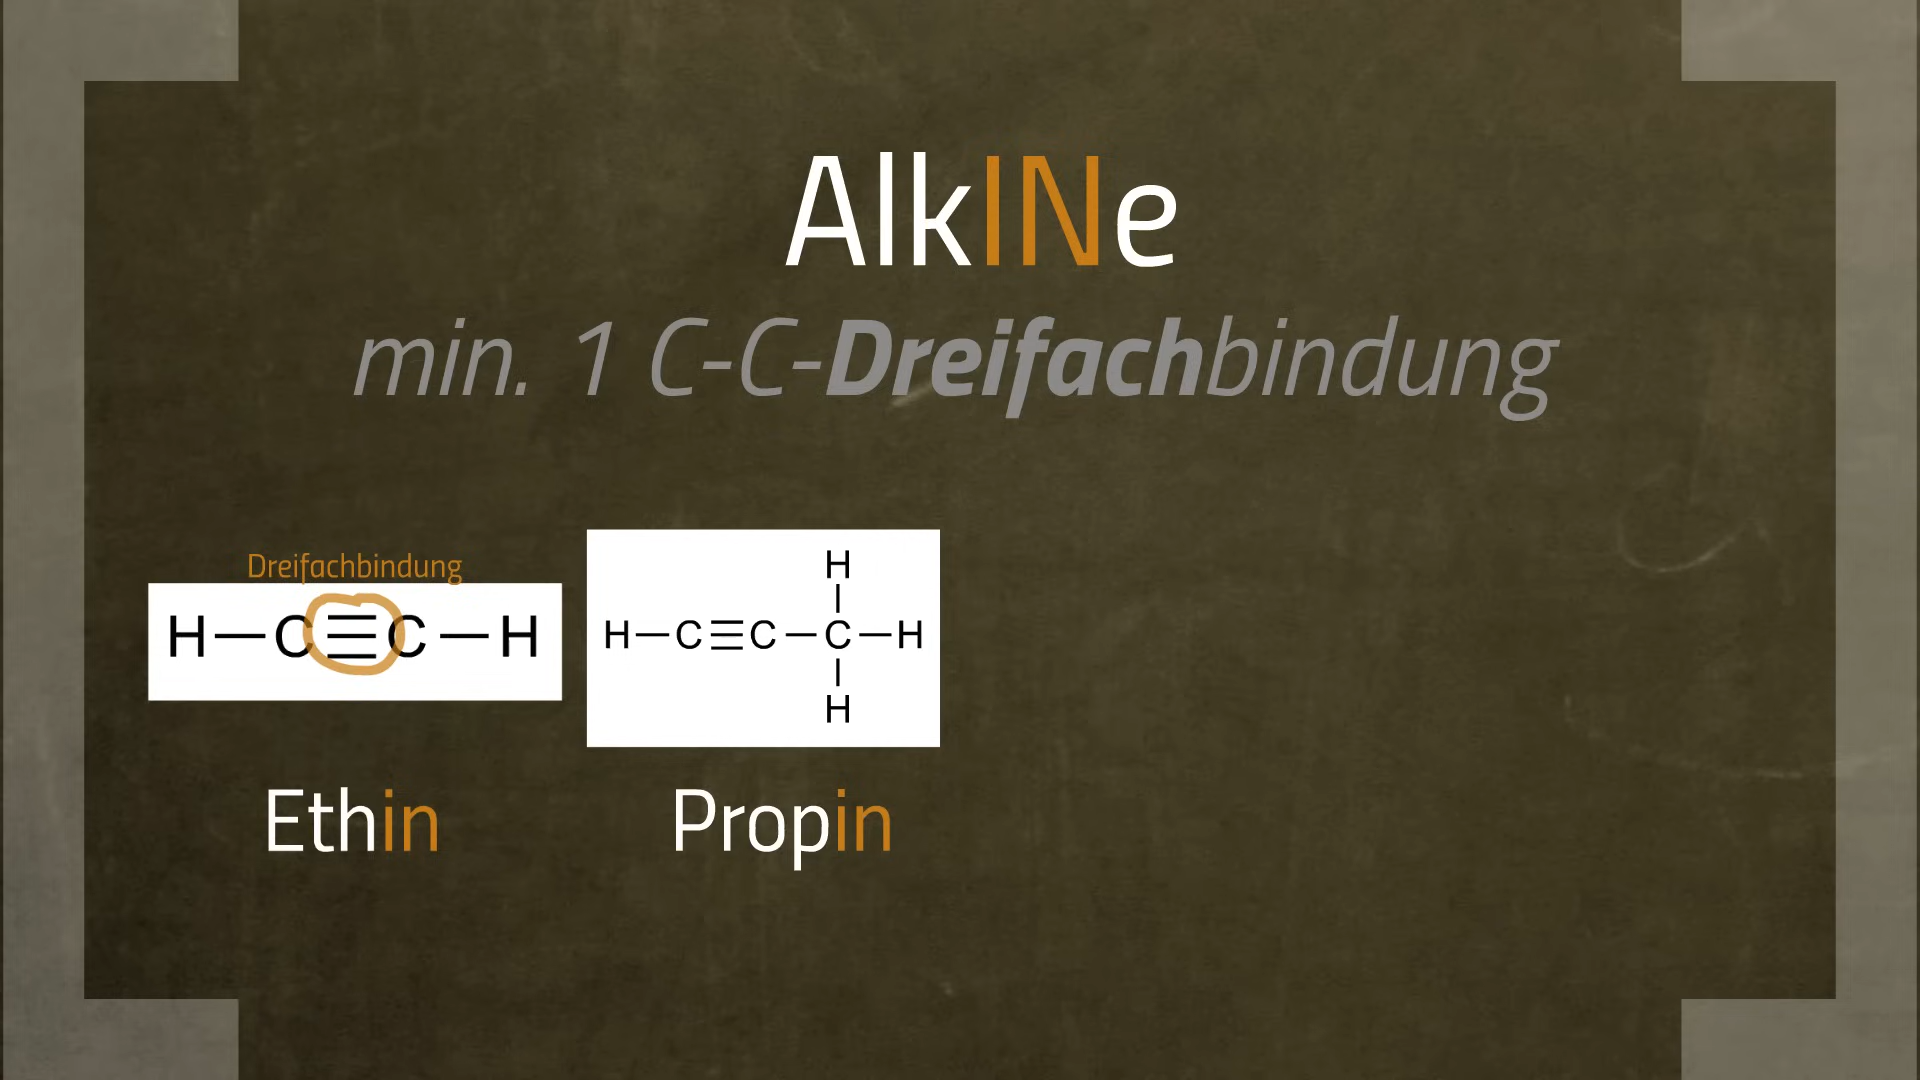 AlkINe
min. 1 C-C-Dreifachbindung
Dreifachbindung
H—C≡C—H
H
H—C≡C—C—H
H
Ethin
Propin